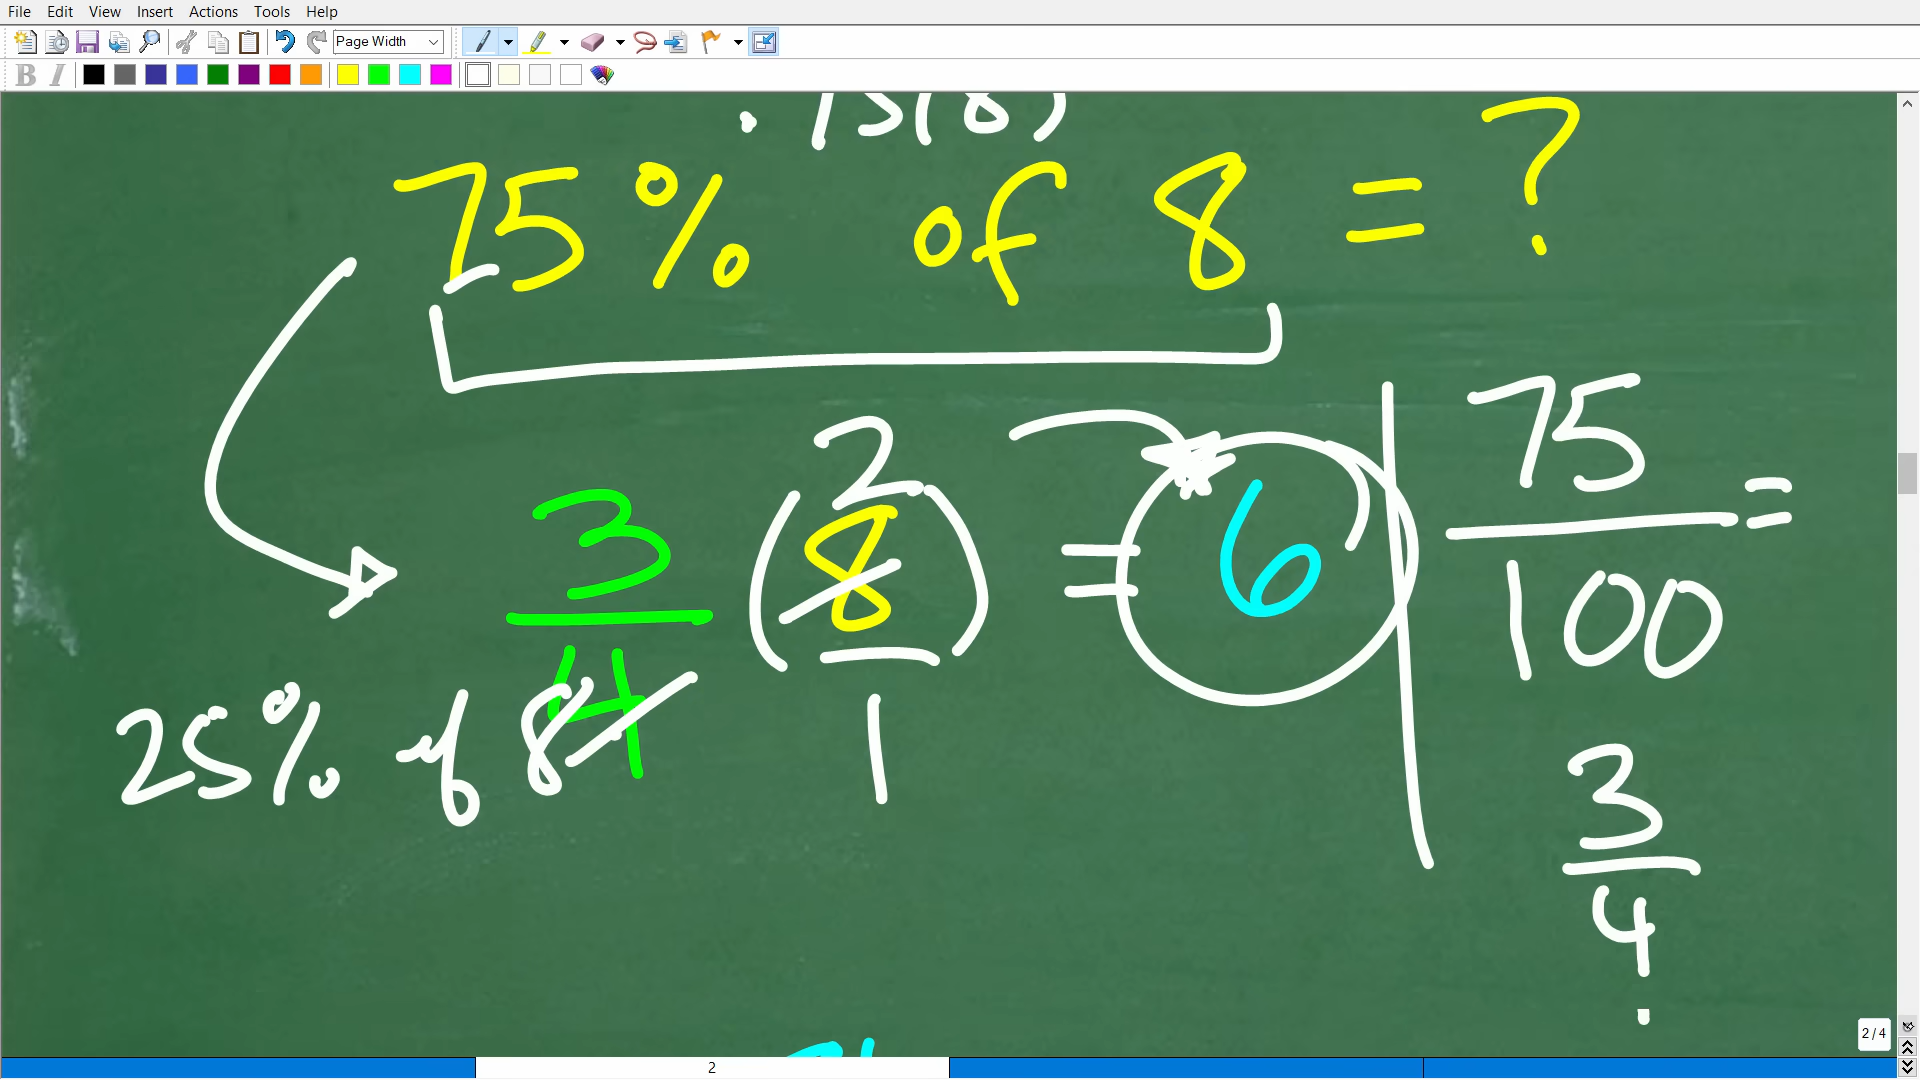 File Edit View Insert Actions Tools Help
Page Width
B I
.75(8)
75% of 8 = ?
2
3/4 (8/1) = 6
75/100 =
25% of 8
3/4
2/4
2